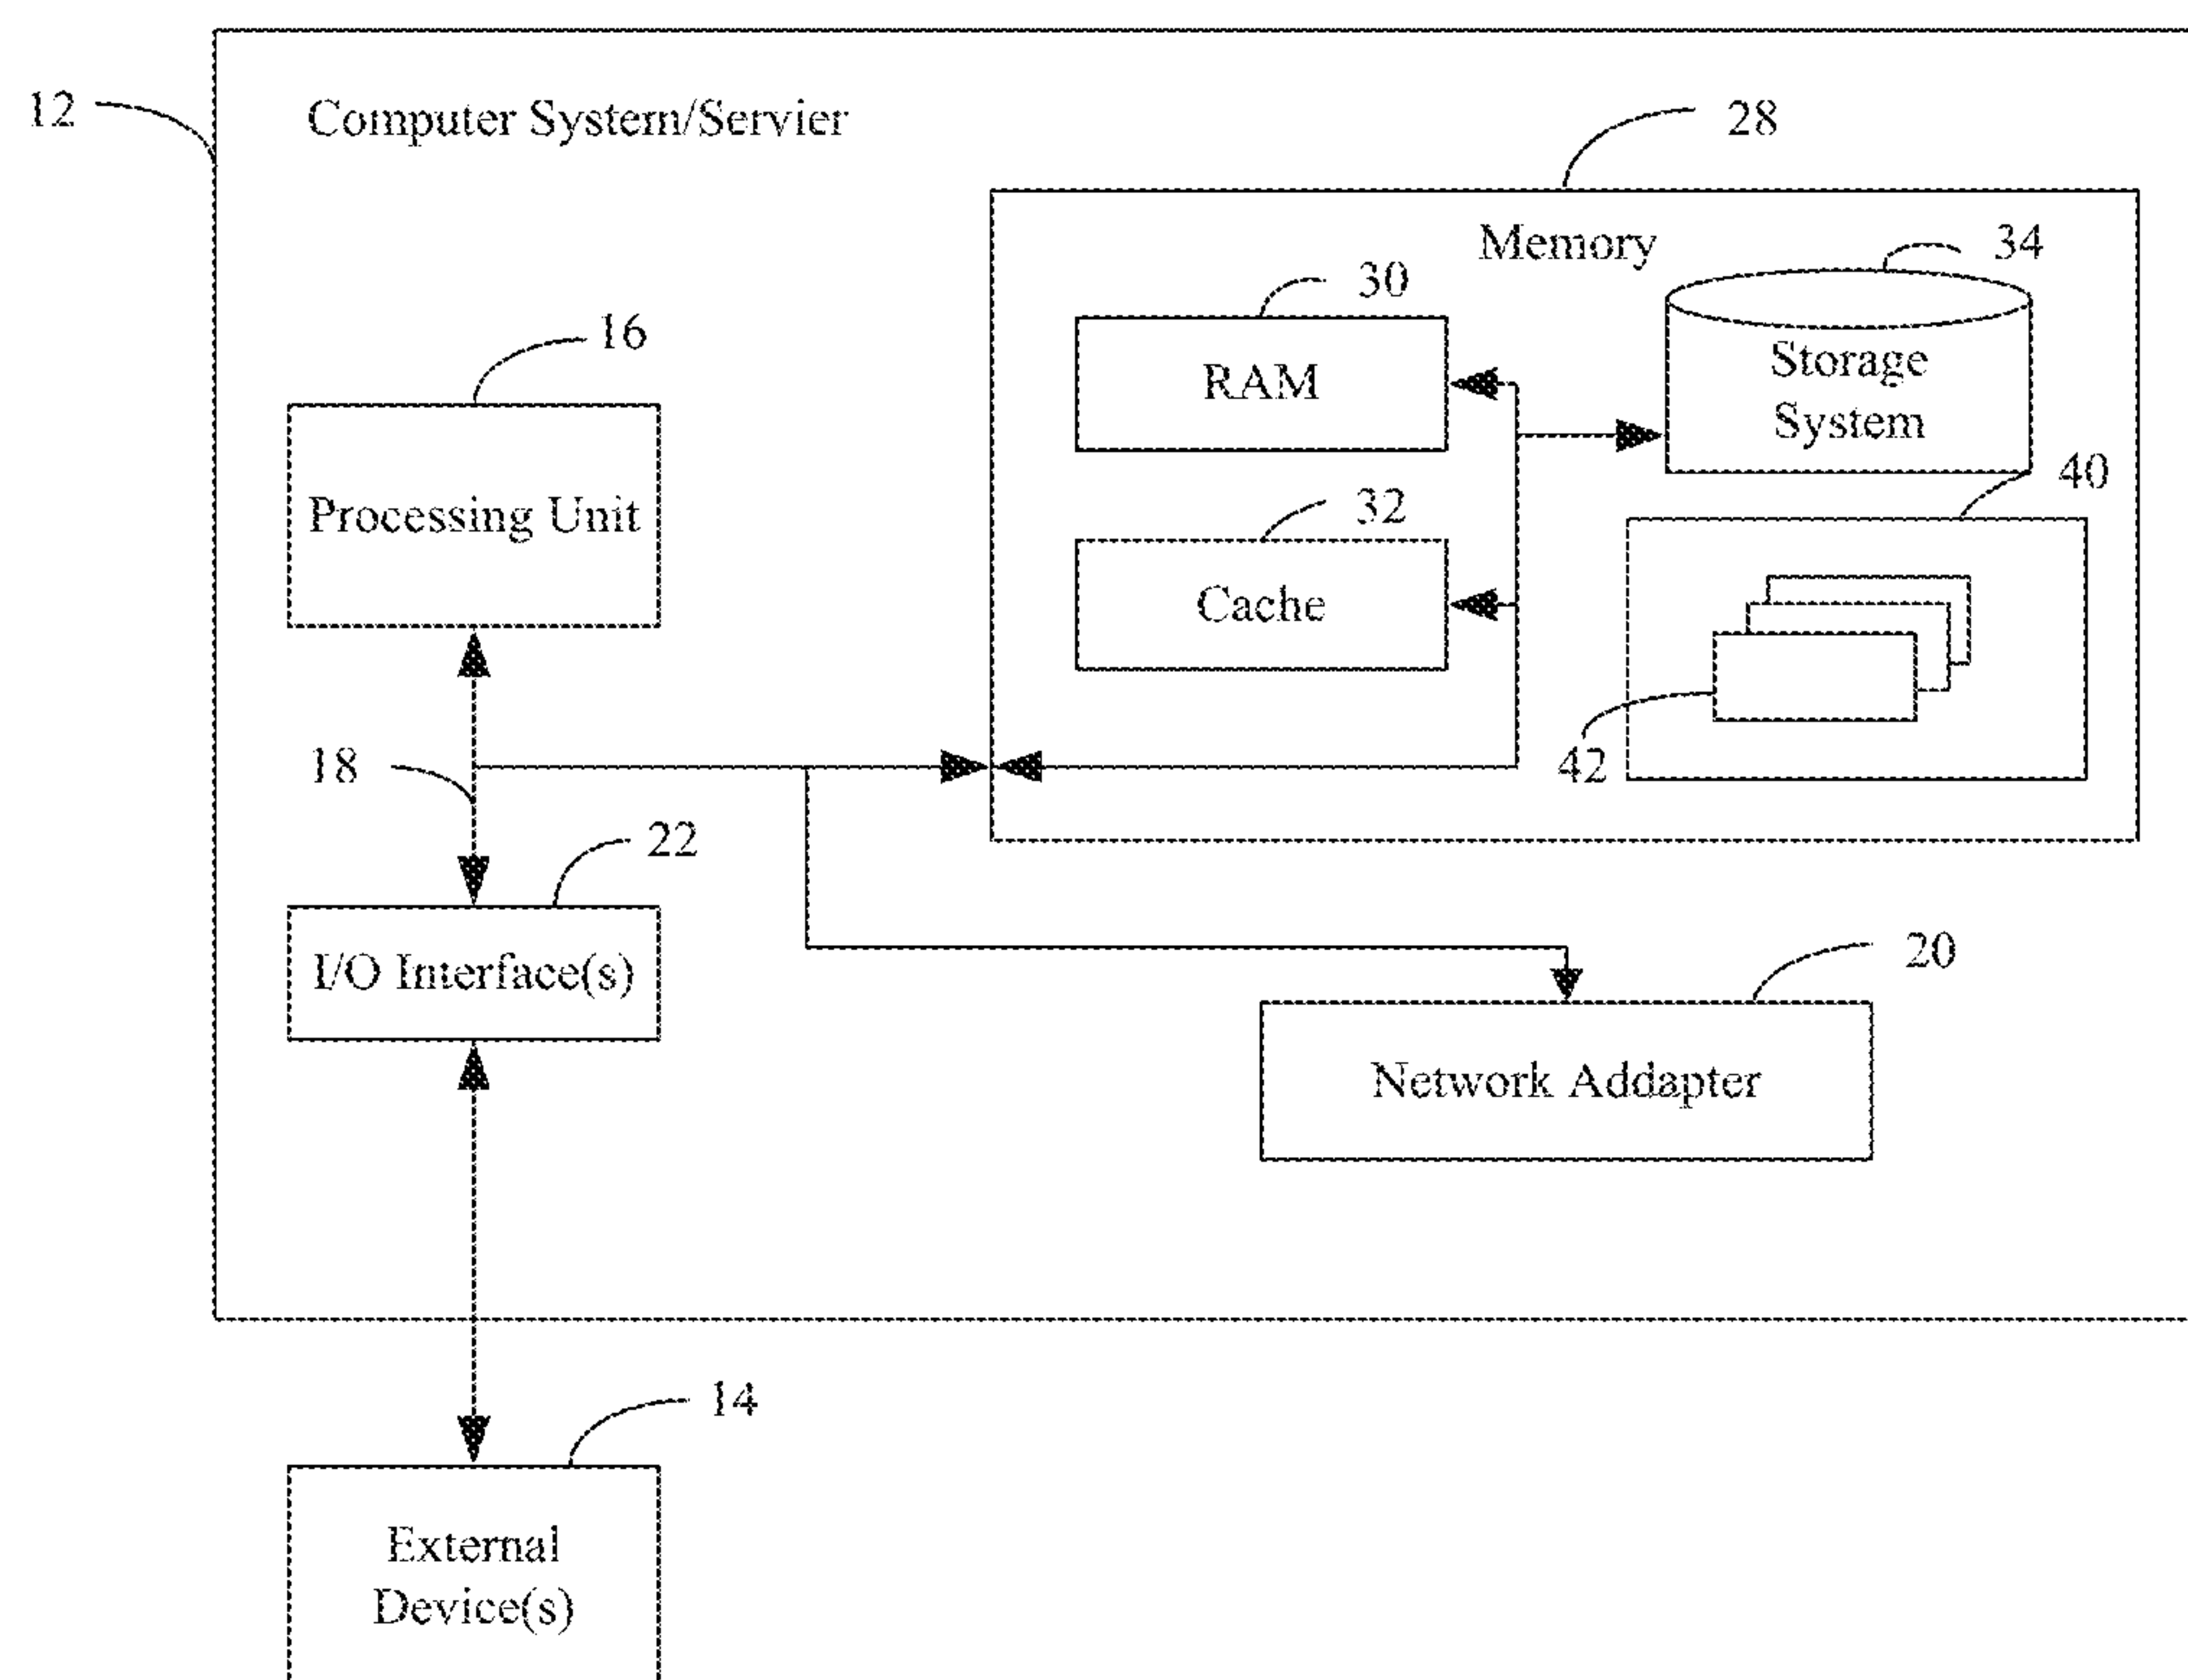 12
Computer System/Servier
28
Memory
34
30
16
RAM
Storage
System
40
32
Processing Unit
Cache
18
42
22
I/O Interface(s)
20
Network Addapter
14
External
Device(s)